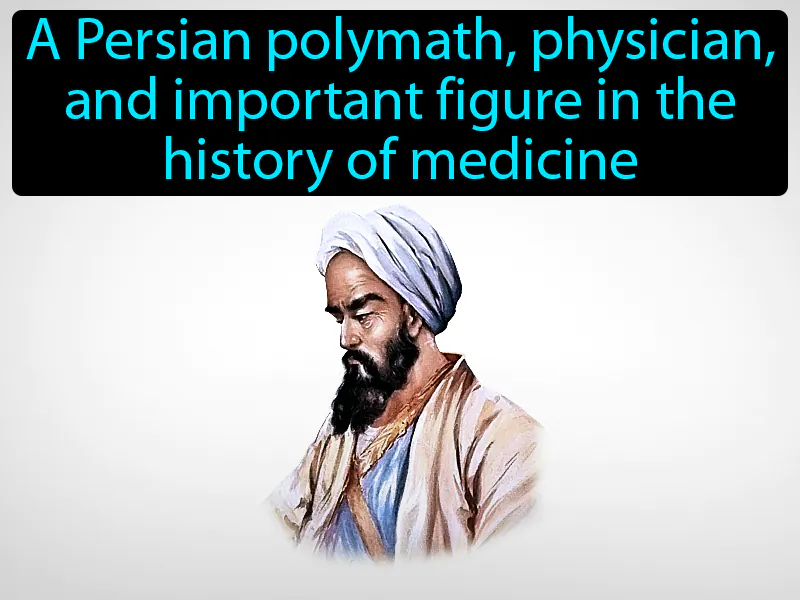 A Persian polymath, physician,
and important figure in the
history of medicine